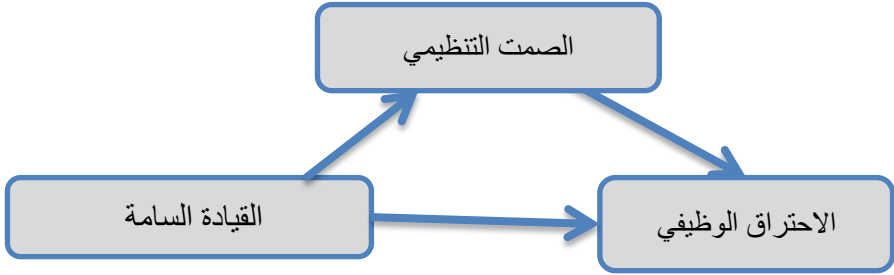 الصمت التنظيمي
القيادة السامة
الاحتراق الوظيفي